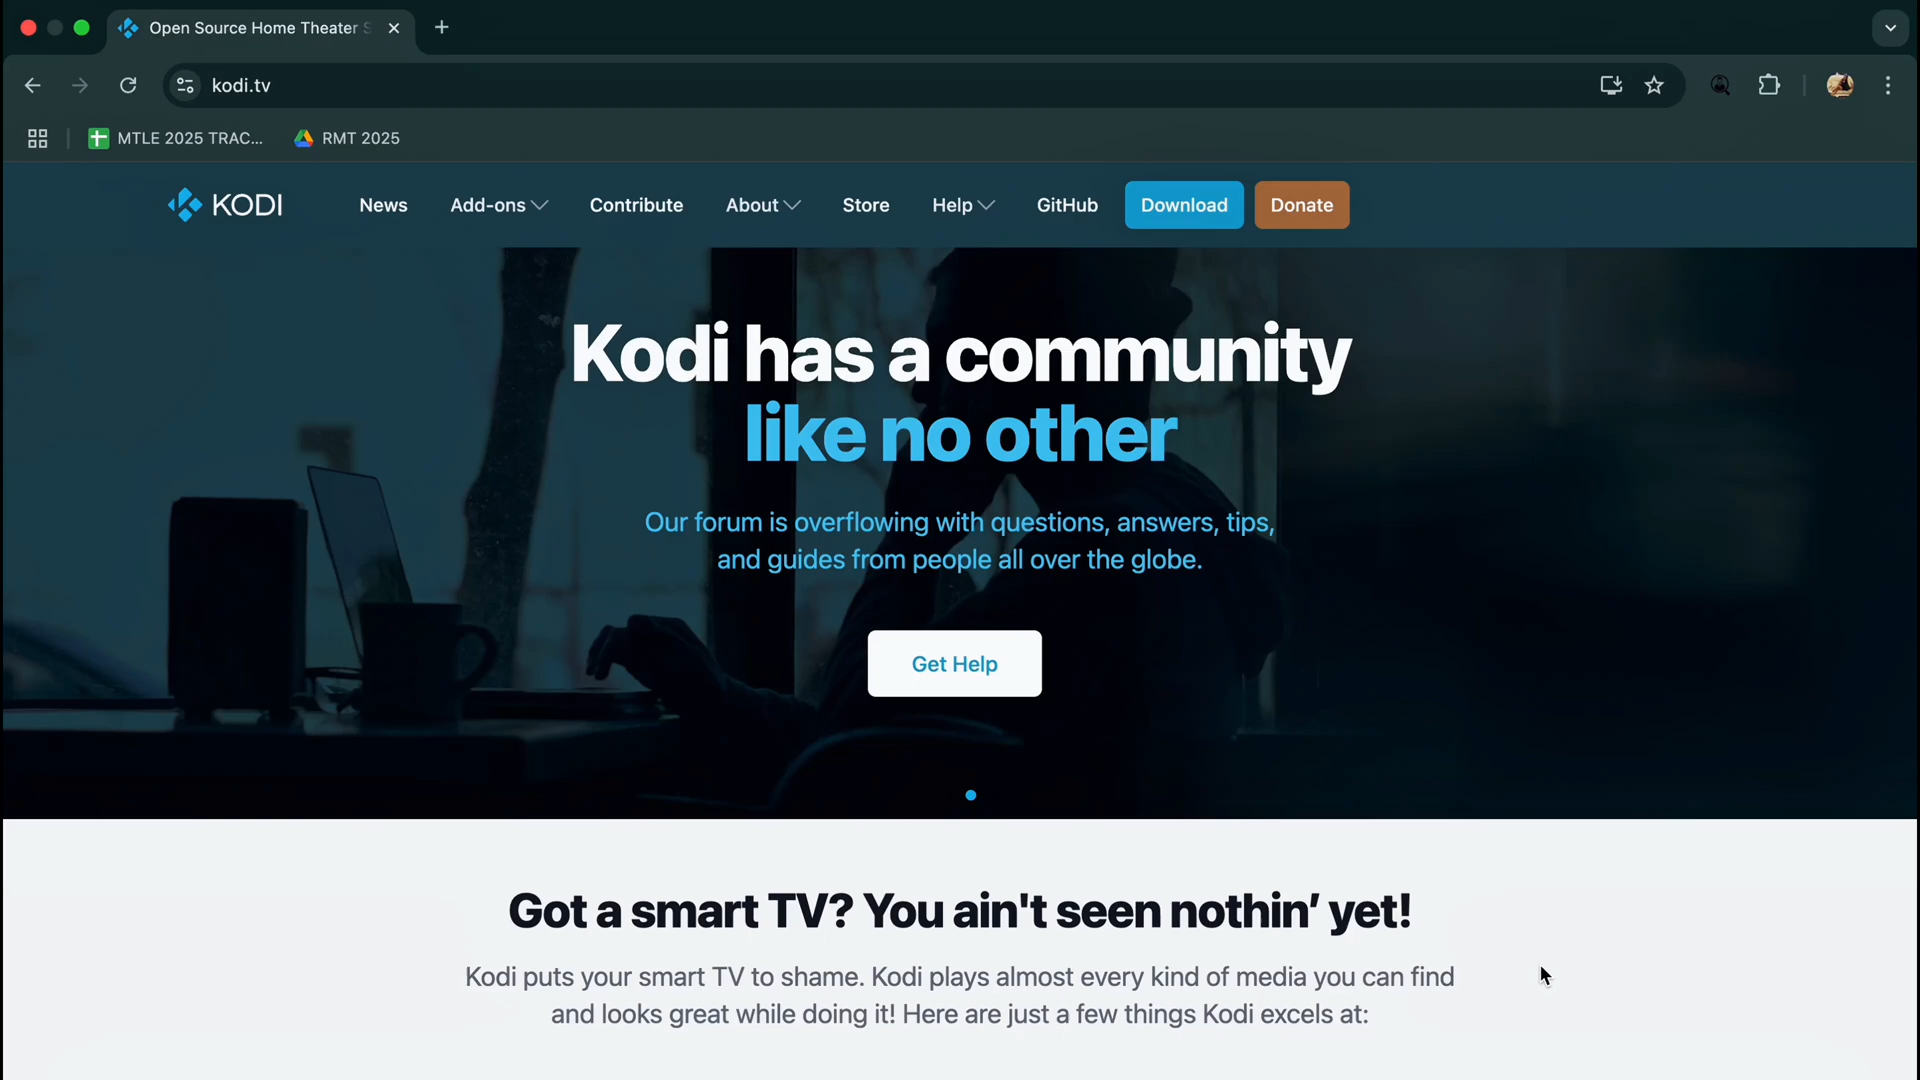 Open Source Home Theater S
kodi.tv
MTLE 2025 TRAC...
RMT 2025
KODI
News
Add-ons
Contribute
About
Store
Help
GitHub
Download
Donate
Kodi has a community
like no other
Our forum is overflowing with questions, answers, tips,
and guides from people all over the globe.
Get Help
Got a smart TV? You ain't seen nothin’ yet!
Kodi puts your smart TV to shame. Kodi plays almost every kind of media you can find
and looks great while doing it! Here are just a few things Kodi excels at: